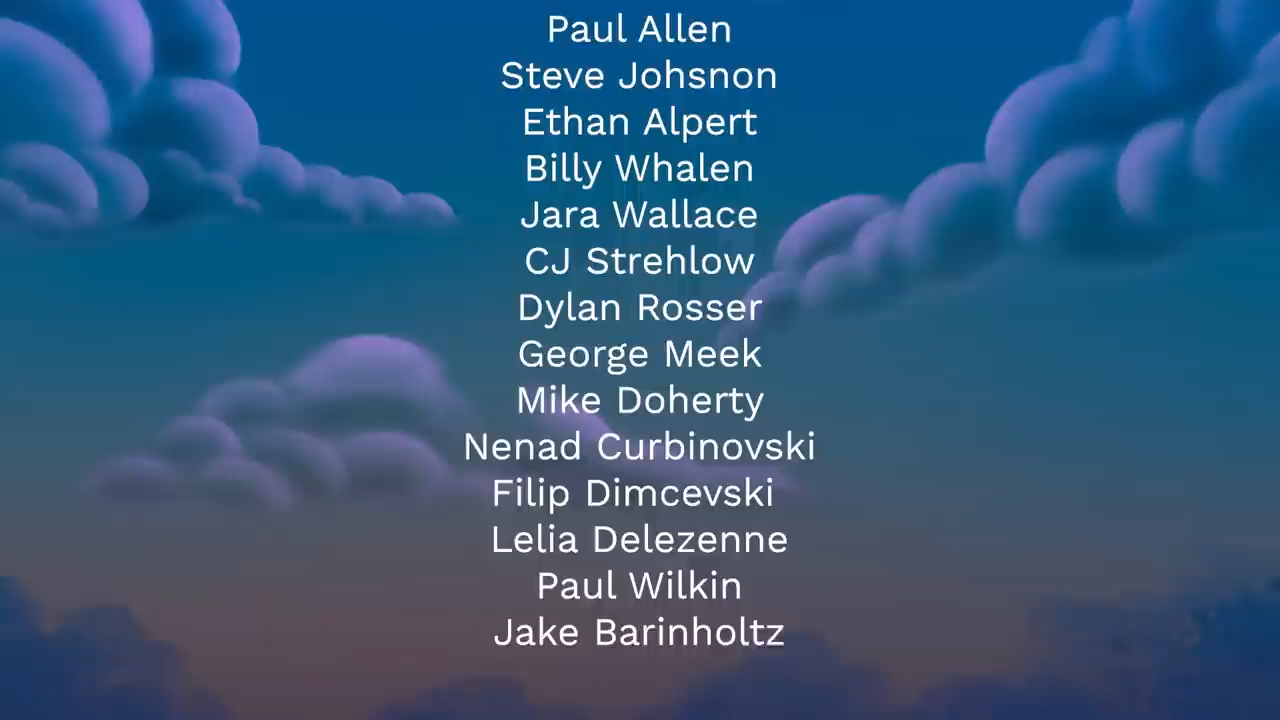 Paul Allen
Steve Johsnon
Ethan Alpert
Billy Whalen
Jara Wallace
CJ Strehlow
Dylan Rosser
George Meek
Mike Doherty
Nenad Curbinovski
Filip Dimcevski
Lelia Delezenne
Paul Wilkin
Jake Barinholtz